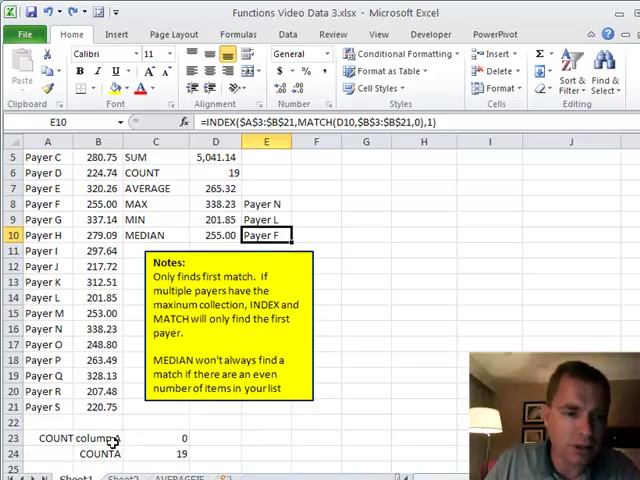 Functions Video Data 3.xlsx - Microsoft Excel
File Home Insert Page Layout Formulas Data Review View Developer PowerPivot
Calibri 11 General Conditional Formatting Insert
Paste B I U $ % , Format as Table Delete Sort & Filter Find & Select
Cell Styles Format
Clipboard Font Alignment Number Styles Cells Editing
E10 fx =INDEX($A$3:$B$21,MATCH(D10,$B$3:$B$21,0),1)
A B C D E F G H I J
5 Payer C 280.75 SUM 5,041.14
6 Payer D 224.74 COUNT 19
7 Payer E 320.26 AVERAGE 265.32
8 Payer F 255.00 MAX 338.23 Payer N
9 Payer G 337.14 MIN 201.85 Payer L
10 Payer H 279.09 MEDIAN 255.00 Payer F
11 Payer I 297.64
12 Payer J 217.72
13 Payer K 312.51
14 Payer L 201.85
15 Payer M 253.00
16 Payer N 338.23
17 Payer O 248.80
18 Payer P 263.49
19 Payer Q 328.13
20 Payer R 207.48
21 Payer S 220.75
22
23 COUNT column A 0
24 COUNTA 19
25
Notes:
Only finds first match. If
multiple payers have the
maxinum collection, INDEX and
MATCH will only find the first
payer.
MEDIAN won't always find a
match if there are an even
number of items in your list
Sheet1 Sheet2 AVERAGEIF